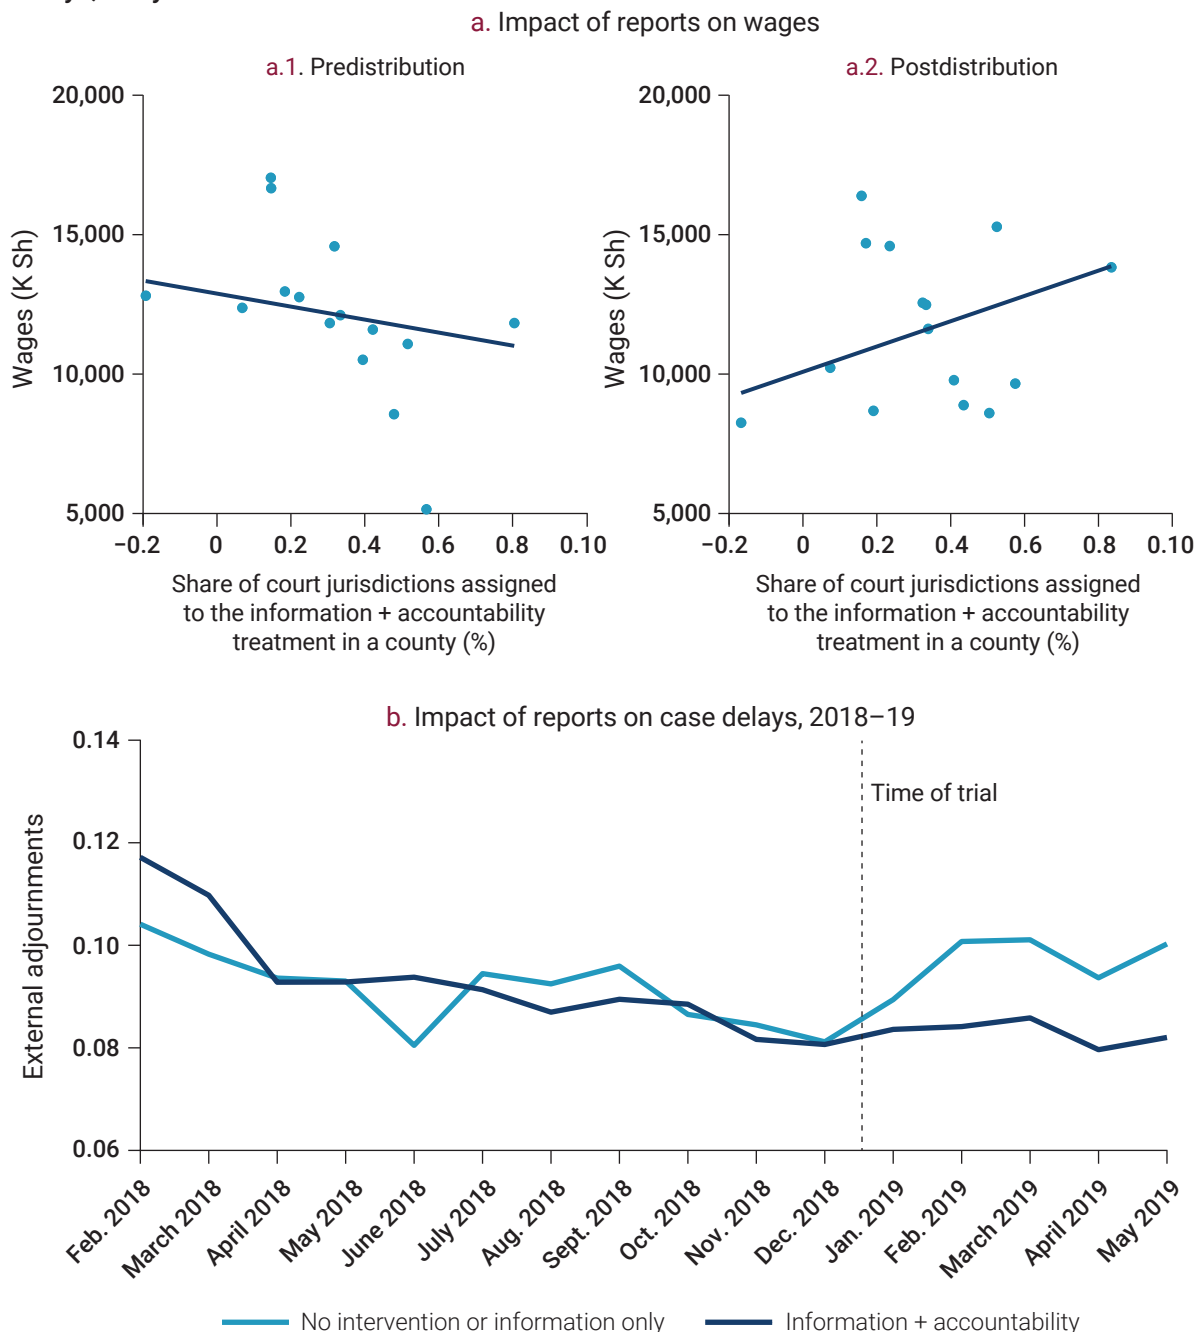 a. Impact of reports on wages
a.1. Predistribution
20,000
15,000
10,000
5,000
Wages (K Sh)
−0.2 0 0.2 0.4 0.6 0.8 0.10
Share of court jurisdictions assigned
to the information + accountability
treatment in a county (%)
a.2. Postdistribution
20,000
15,000
10,000
5,000
Wages (K Sh)
−0.2 0 0.2 0.4 0.6 0.8 0.10
Share of court jurisdictions assigned
to the information + accountability
treatment in a county (%)
b. Impact of reports on case delays, 2018–19
0.14
0.12
0.10
0.08
0.06
External adjournments
Time of trial
Feb. 2018
March 2018
April 2018
May 2018
June 2018
July 2018
Aug. 2018
Sept. 2018
Oct. 2018
Nov. 2018
Dec. 2018
Jan. 2019
Feb. 2019
March 2019
April 2019
May 2019
No intervention or information only
Information + accountability